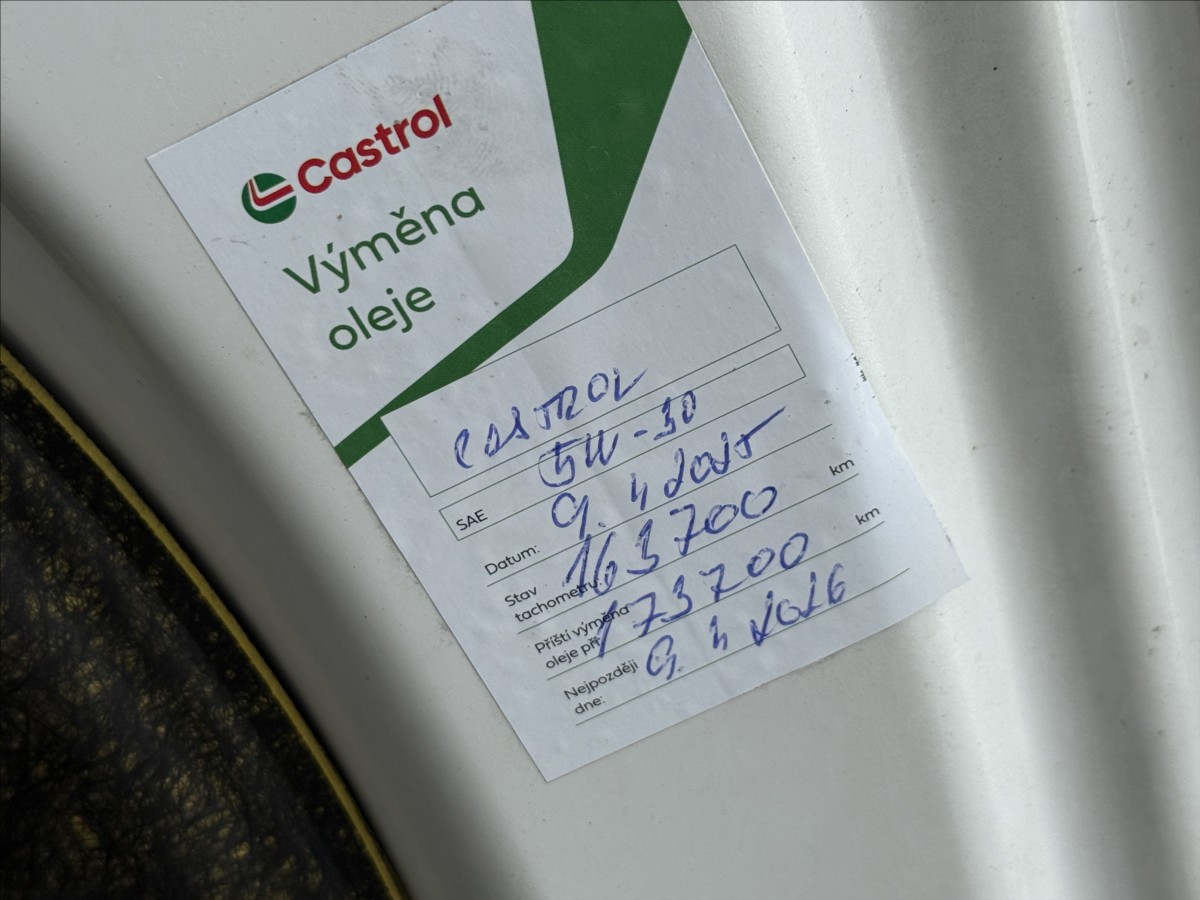 Castrol
Výměna
oleje
CASTROL
SAE 5W-30
Datum: 9. 4 2025
Stav
tachometru: 163700 km
Příští výměna
oleje při: 173700 km
Nejpozději
dne: 9. 4 2026